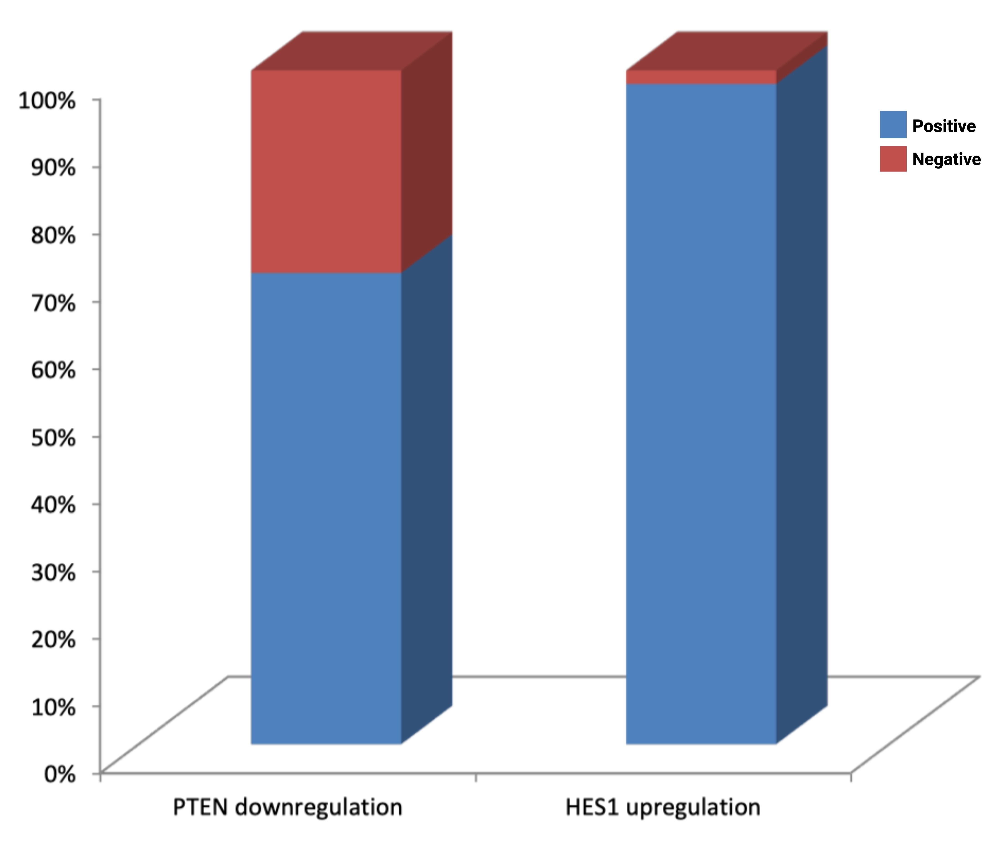 100%
90%
80%
70%
60%
50%
40%
30%
20%
10%
0%
PTEN downregulation
HES1 upregulation
Positive
Negative